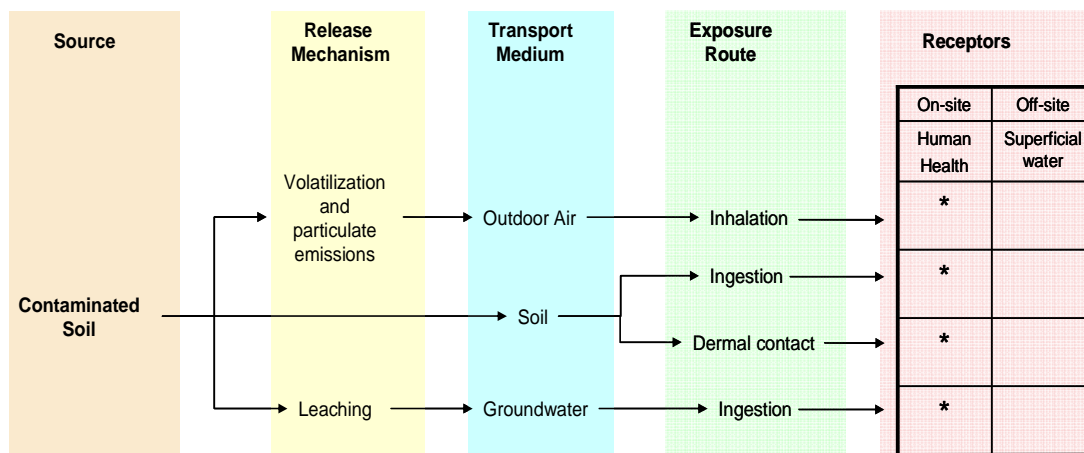 Source
Release
Mechanism
Transport
Medium
Exposure
Route
Receptors
On-site
Off-site
Human
Health
Superficial
water
Volatilization
and
particulate
emissions
Outdoor Air
Inhalation
*
Ingestion
*
Contaminated
Soil
Soil
Dermal contact
*
Leaching
Groundwater
Ingestion
*